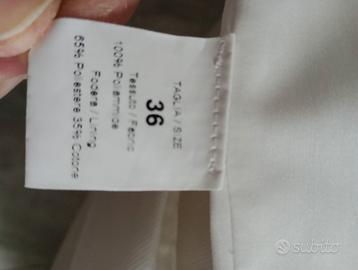 TAGLIA / SIZE
36
Tessuto / Fabric
100% Poliammide
Fodera / Lining
65% Poliestere 35% Cotone
subito